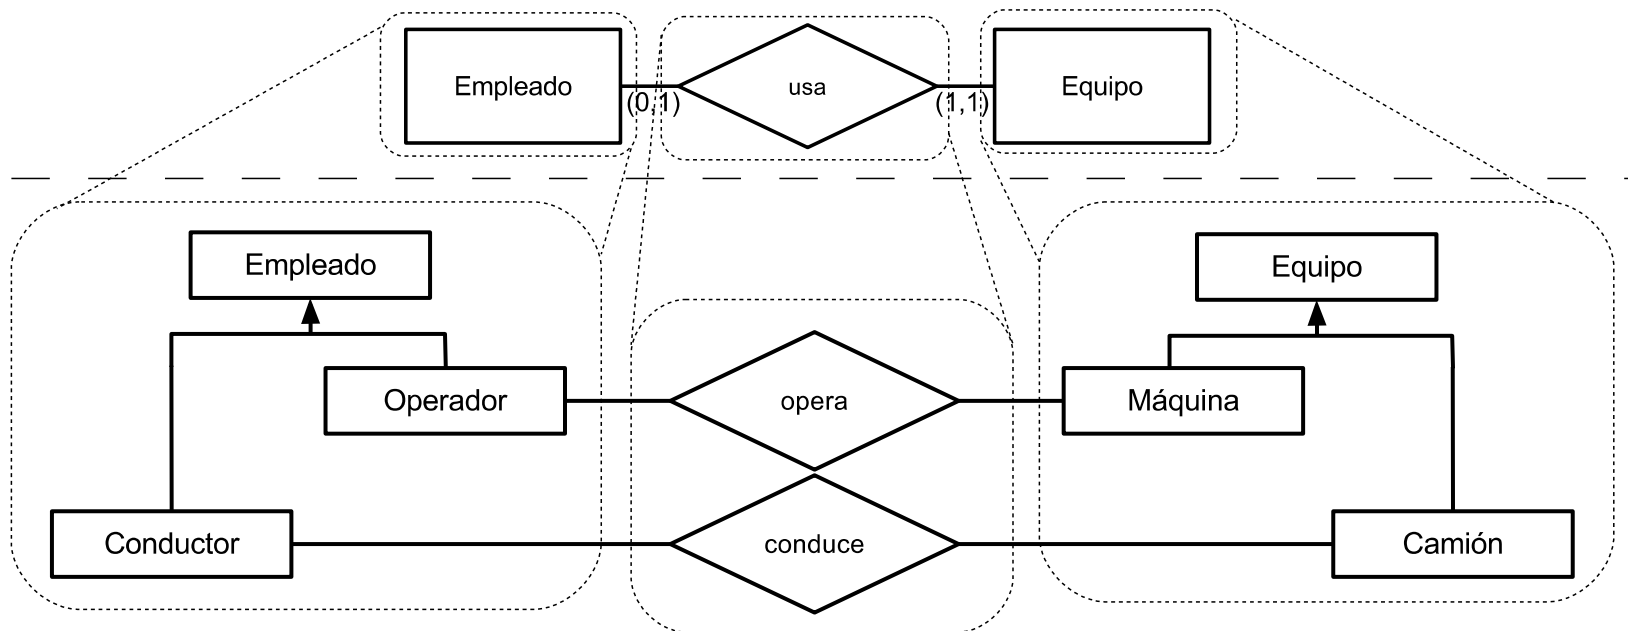 Empleado
usa
Equipo
(0,1)
(1,1)
Empleado
Equipo
Operador
opera
Máquina
Conductor
conduce
Camión